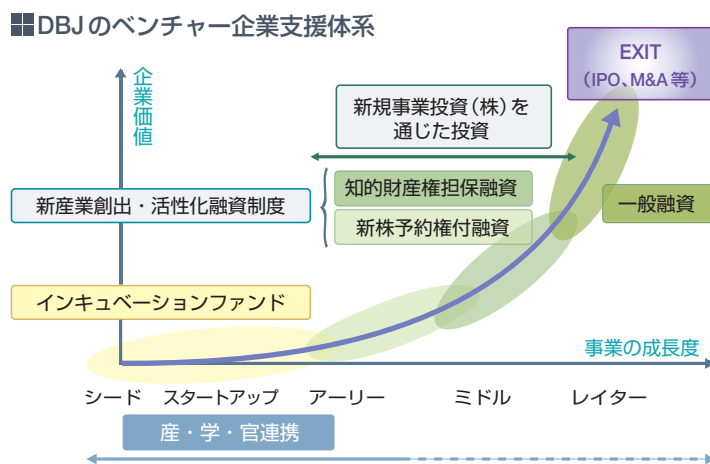 DBJのベンチャー企業支援体系
EXIT
（IPO、M&A等）
企業価値
新規事業投資（株）を
通じた投資
新産業創出・活性化融資制度
知的財産権担保融資
新株予約権付融資
一般融資
インキュベーションファンド
事業の成長度
シード
スタートアップ
アーリー
ミドル
レイター
産・学・官連携